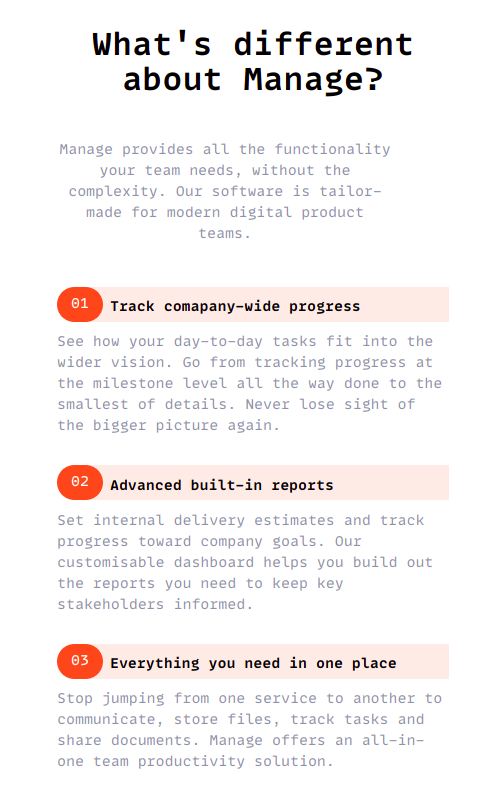 What's different
about Manage?
Manage provides all the functionality
your team needs, without the
complexity. Our software is tailor-
made for modern digital product
teams.
01 Track comapany-wide progress
See how your day-to-day tasks fit into the
wider vision. Go from tracking progress at
the milestone level all the way done to the
smallest of details. Never lose sight of
the bigger picture again.
02 Advanced built-in reports
Set internal delivery estimates and track
progress toward company goals. Our
customisable dashboard helps you build out
the reports you need to keep key
stakeholders informed.
03 Everything you need in one place
Stop jumping from one service to another to
communicate, store files, track tasks and
share documents. Manage offers an all-in-
one team productivity solution.